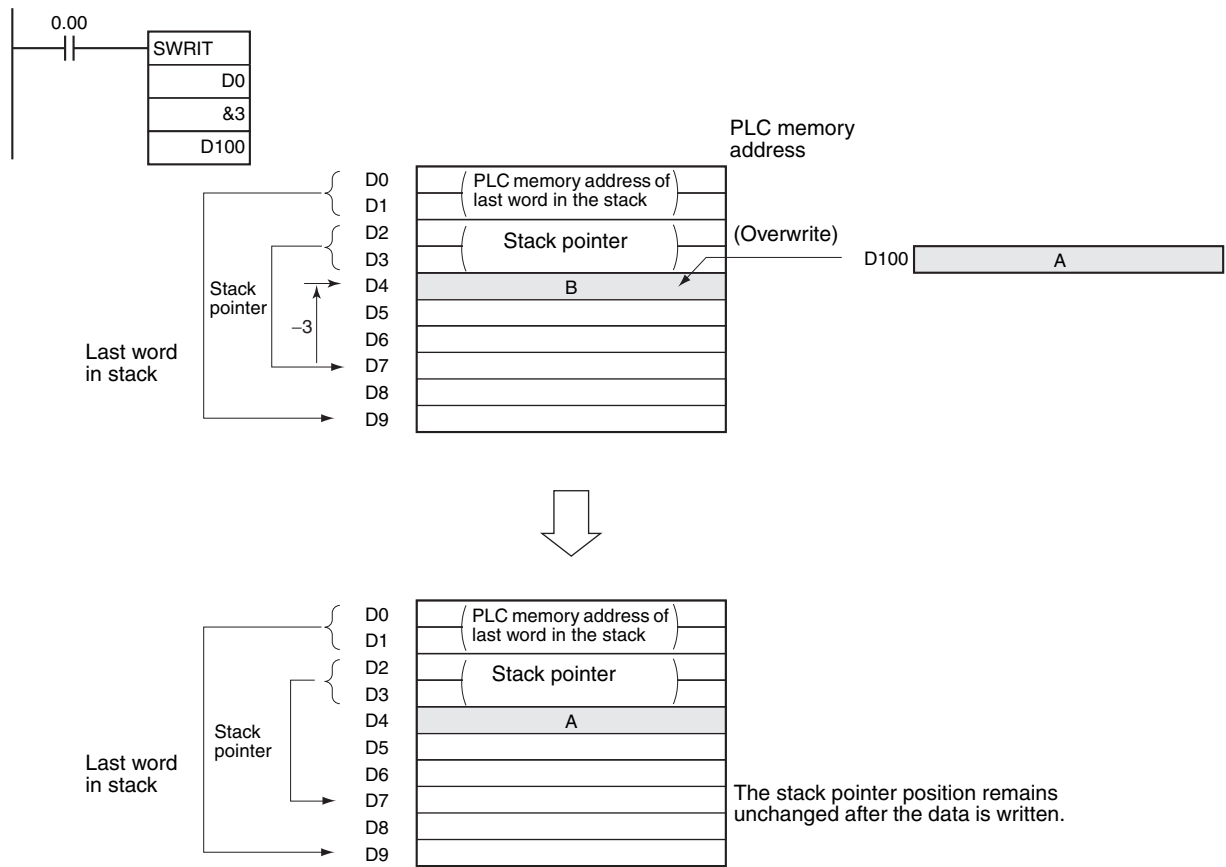 0.00
SWRIT
D0
&3
D100
PLC memory
address
D0
D1
D2
D3
D4
D5
D6
D7
D8
D9
PLC memory address of
last word in the stack
Stack pointer
B
(Overwrite)
D100
A
Stack
pointer
−3
Last word
in stack
D0
D1
D2
D3
D4
D5
D6
D7
D8
D9
PLC memory address of
last word in the stack
Stack pointer
A
Stack
pointer
Last word
in stack
The stack pointer position remains
unchanged after the data is written.